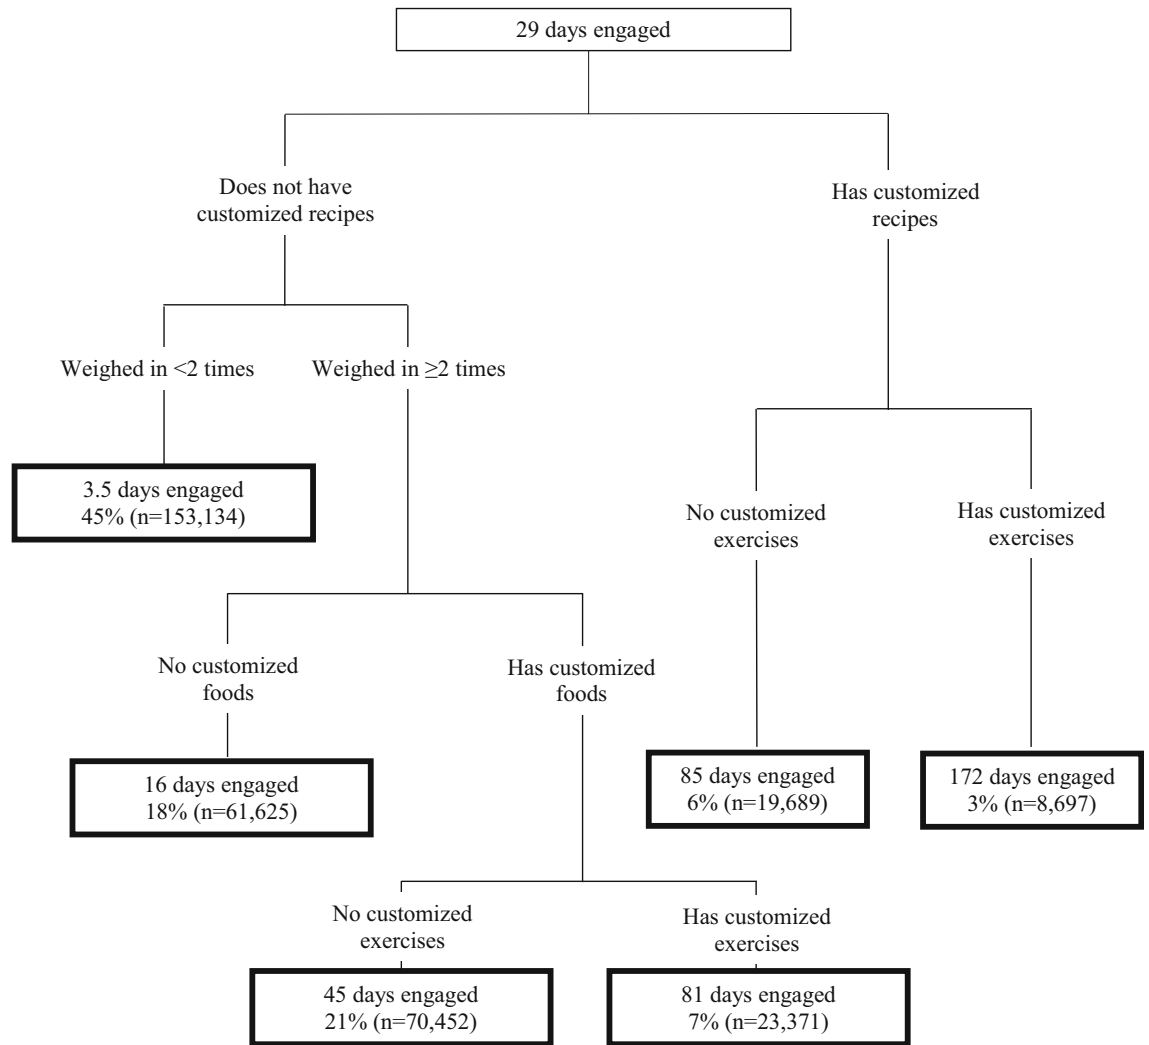 29 days engaged
Does not have
customized recipes
Has customized
recipes
Weighed in <2 times
Weighed in ≥2 times
3.5 days engaged
45% (n=153,134)
No customized
exercises
Has customized
exercises
No customized
foods
Has customized
foods
16 days engaged
18% (n=61,625)
85 days engaged
6% (n=19,689)
172 days engaged
3% (n=8,697)
No customized
exercises
Has customized
exercises
45 days engaged
21% (n=70,452)
81 days engaged
7% (n=23,371)